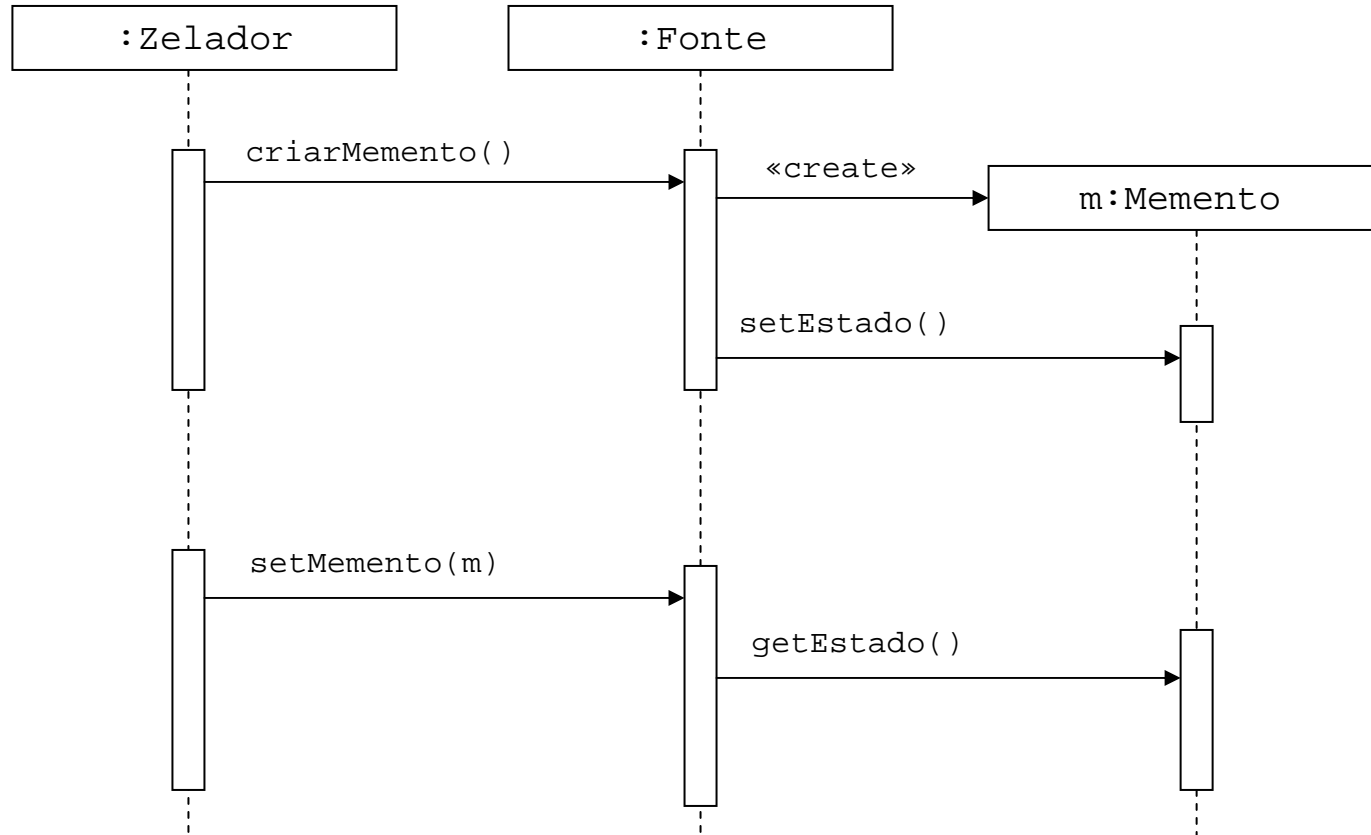 :Zelador
:Fonte
criarMemento()
«create»
m:Memento
setEstado()
setMemento(m)
getEstado()